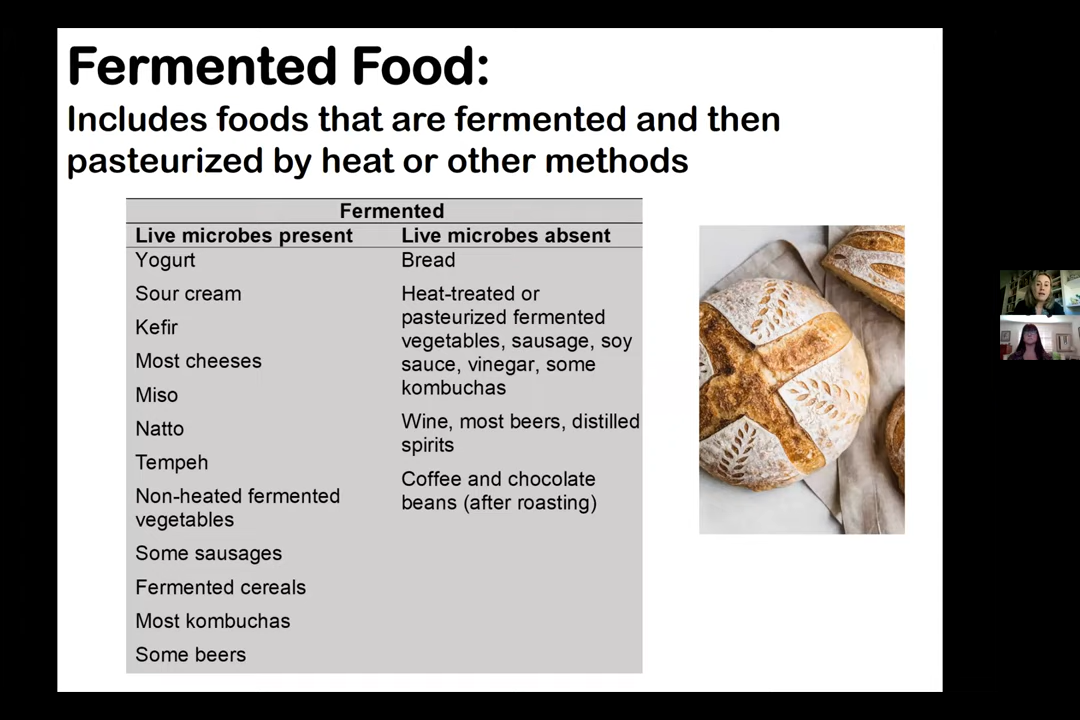 Fermented Food:
Includes foods that are fermented and then
pasteurized by heat or other methods
Fermented
Live microbes present
Live microbes absent
Yogurt
Sour cream
Kefir
Most cheeses
Miso
Natto
Tempeh
Non-heated fermented
vegetables
Some sausages
Fermented cereals
Most kombuchas
Some beers
Bread
Heat-treated or
pasteurized fermented
vegetables, sausage, soy
sauce, vinegar, some
kombuchas
Wine, most beers, distilled
spirits
Coffee and chocolate
beans (after roasting)